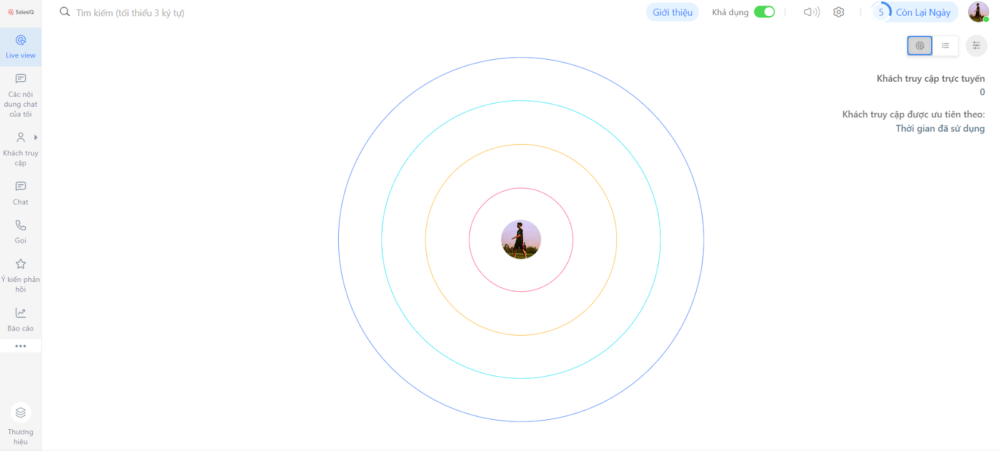 SalesIQ
Tìm kiếm (tối thiểu 3 ký tự)
Giới thiệu
Khả dụng
5
Còn Lại Ngày
Live view
Các nội
dung chat
của tôi
Khách truy
cập
Chat
Gọi
Ý kiến phản
hồi
Báo cáo
Thương
hiệu
Khách truy cập trực tuyến
0
Khách truy cập được ưu tiên theo:
Thời gian đã sử dụng